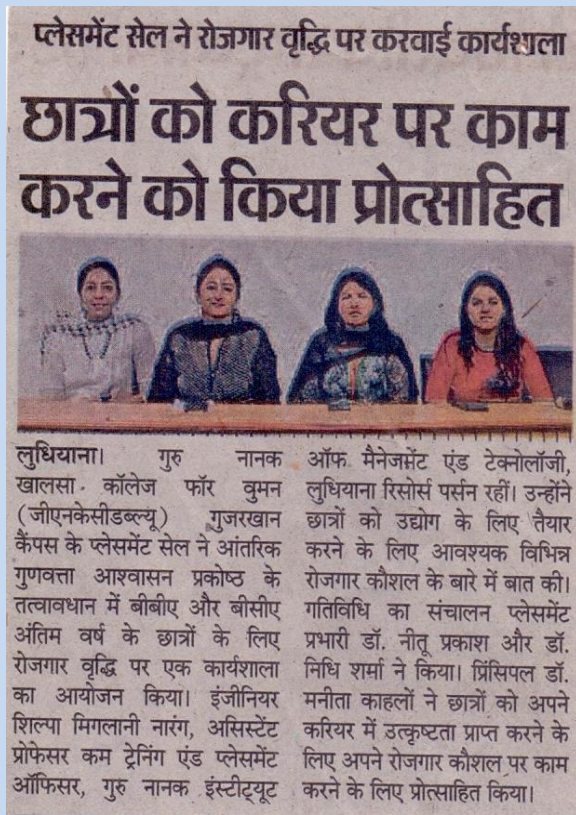 प्लेसमेंट सेल ने रोजगार वृद्धि पर करवाई कार्यशाला
छात्रों को करियर पर काम
करने को किया प्रोत्साहित
लुधियाना। गुरु नानक
खालसा कॉलेज फॉर वुमन
(जीएनकेसीडब्ल्यू) गुजरखान
कैंपस के प्लेसमेंट सेल ने आंतरिक
गुणवत्ता आश्वासन प्रकोष्ठ के
तत्वावधान में बीबीए और बीसीए
अंतिम वर्ष के छात्रों के लिए
रोजगार वृद्धि पर एक कार्यशाला
का आयोजन किया। इंजीनियर
शिल्पा मिगलानी नारंग, असिस्टेंट
प्रोफेसर कम ट्रेनिंग एंड प्लेसमेंट
ऑफिसर, गुरु नानक इंस्टीट्यूट
ऑफ मैनेजमेंट एंड टेक्नोलॉजी,
लुधियाना रिसोर्स पर्सन रहीं। उन्होंने
छात्रों को उद्योग के लिए तैयार
करने के लिए आवश्यक विभिन्न
रोजगार कौशल के बारे में बात की।
गतिविधि का संचालन प्लेसमेंट
प्रभारी डॉ. नीतू प्रकाश और डॉ.
निधि शर्मा ने किया। प्रिंसिपल डॉ.
मनीता काहलों ने छात्रों को अपने
करियर में उत्कृष्टता प्राप्त करने के
लिए अपने रोजगार कौशल पर काम
करने के लिए प्रोत्साहित किया।